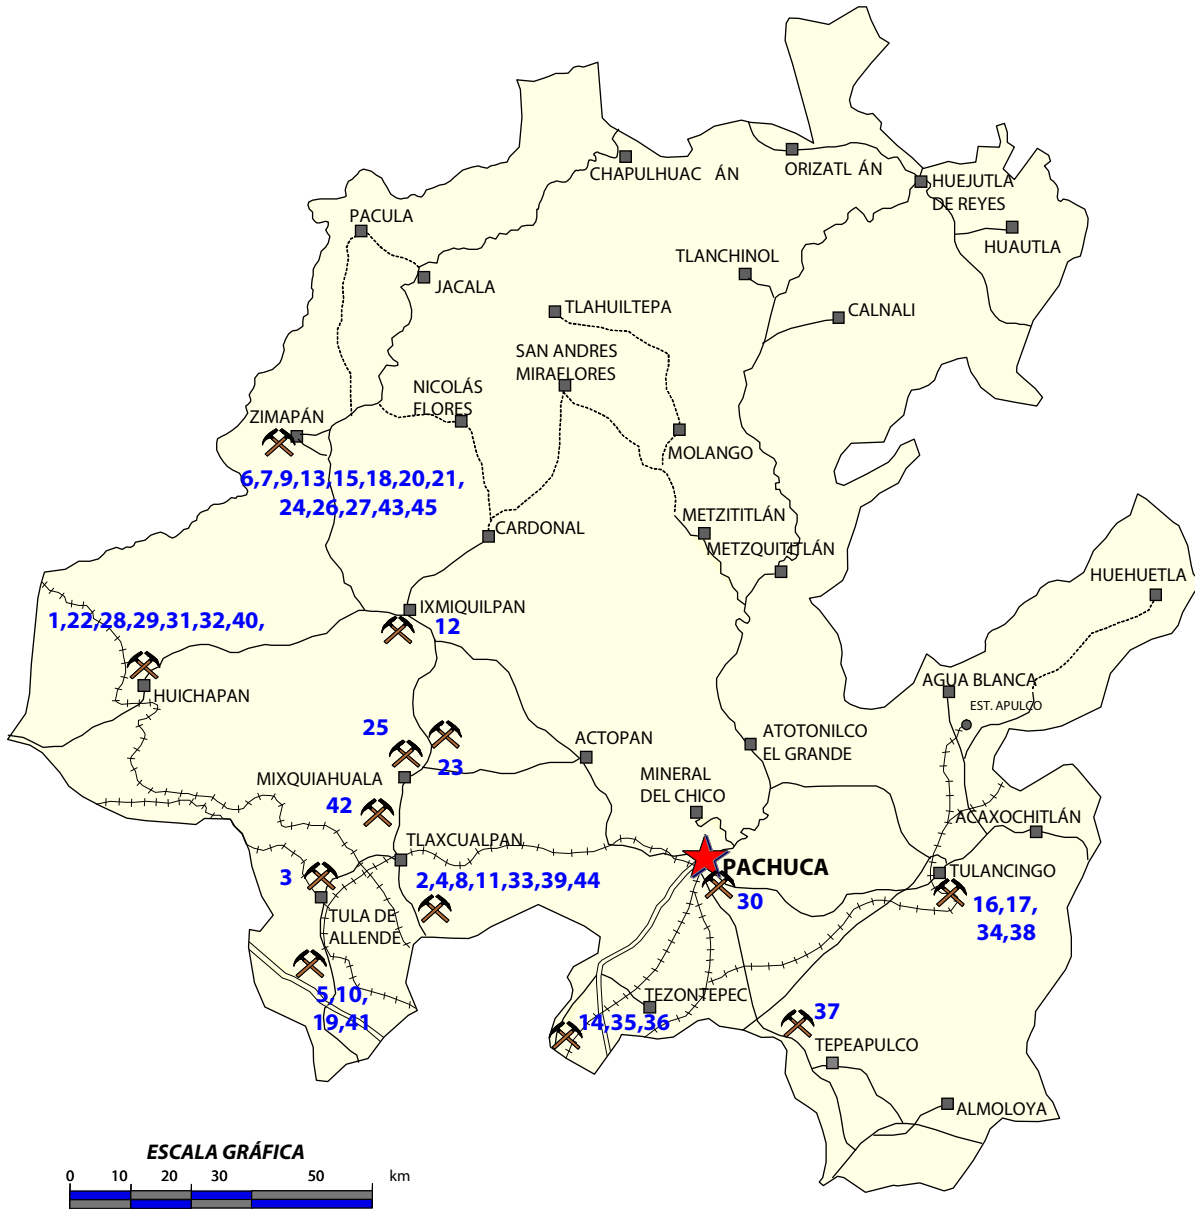 CHAPULHUAC ÁN
ORIZATL ÁN
HUEJUTLA
DE REYES
PACULA
HUAUTLA
TLANCHINOL
JACALA
TLAHUILTEPA
CALNALI
SAN ANDRES
MIRAFLORES
NICOLÁS
FLORES
ZIMAPÁN
MOLANGO
6,7,9,13,15,18,20,21,
24,26,27,43,45
METZITITLÁN
CARDONAL
METZQUITITLÁN
HUEHUETLA
IXMIQUILPAN
1,22,28,29,31,32,40,
12
HUICHAPAN
AGUA BLANCA
EST. APULCO
25
ACTOPAN
ATOTONILCO
EL GRANDE
23
MIXQUIAHUALA
MINERAL
DEL CHICO
42
ACAXOCHITLÁN
TLAXCUALPAN
PACHUCA
TULANCINGO
3
2,4,8,11,33,39,44
30
16,17,
34,38
TULA DE
ALLENDE
5,10,
19,41
TEZONTEPEC
14,35,36
37
TEPEAPULCO
ALMOLOYA
ESCALA GRÁFICA
0 10 20 30 50 km